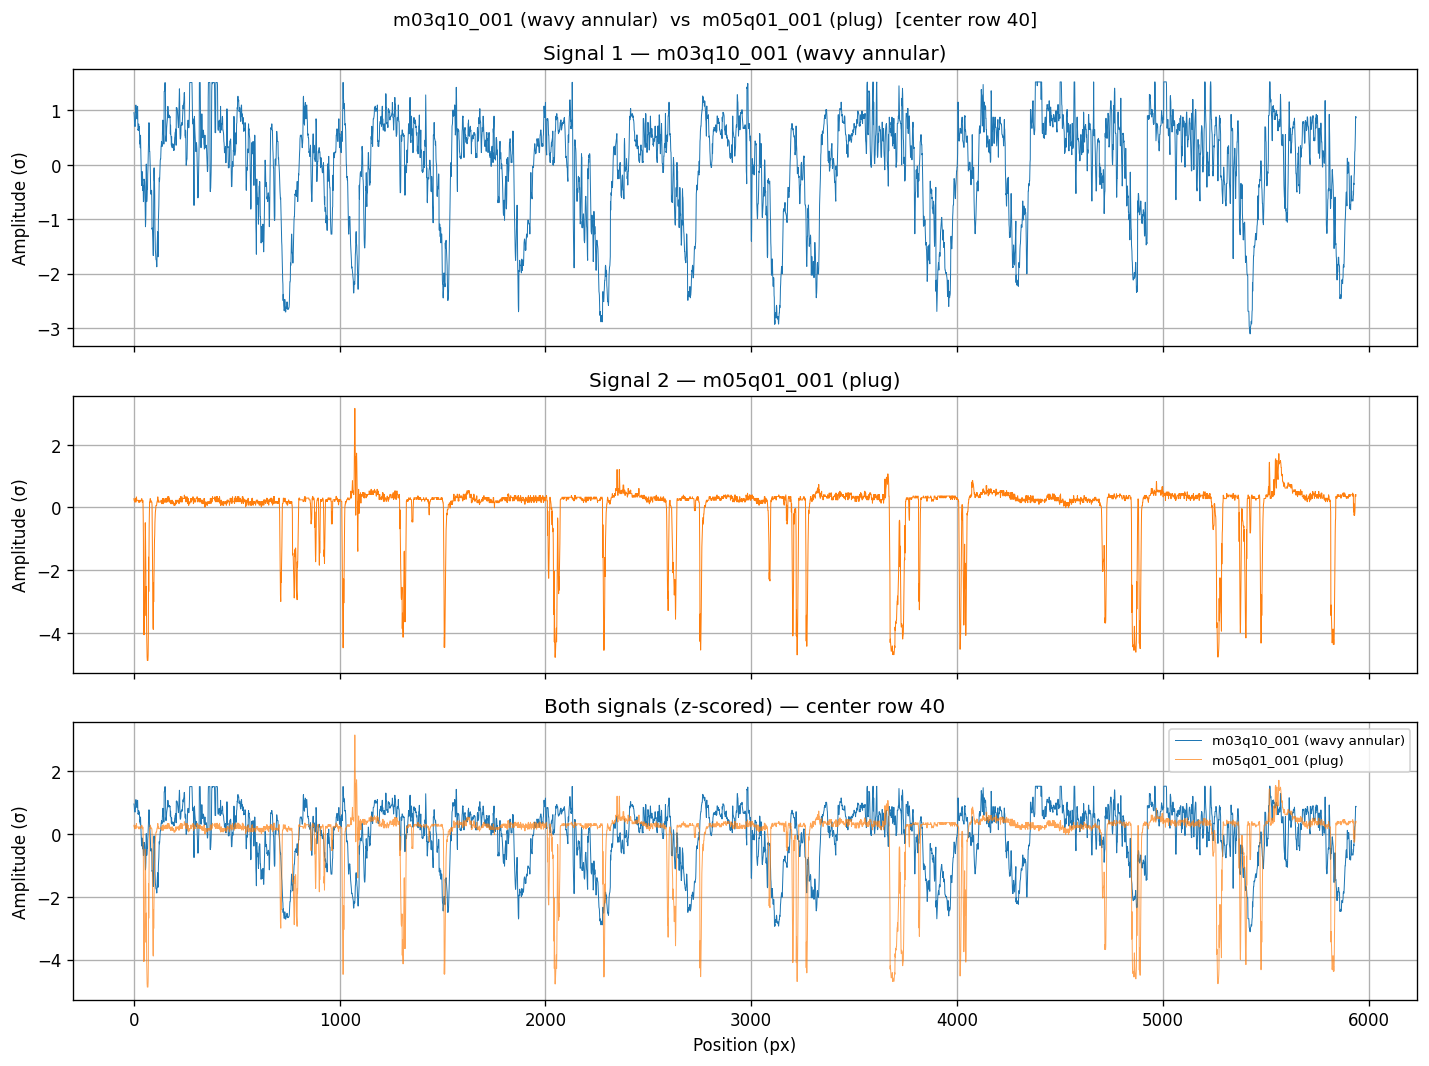 m03q10_001 (wavy annular)  vs  m05q01_001 (plug)  [center row 40]
Signal 1 — m03q10_001 (wavy annular)
Amplitude (σ)
1
0
−1
−2
−3
Signal 2 — m05q01_001 (plug)
Amplitude (σ)
2
0
−2
−4
Both signals (z-scored) — center row 40
Amplitude (σ)
2
0
−2
−4
m03q10_001 (wavy annular)
m05q01_001 (plug)
0 1000 2000 3000 4000 5000 6000
Position (px)